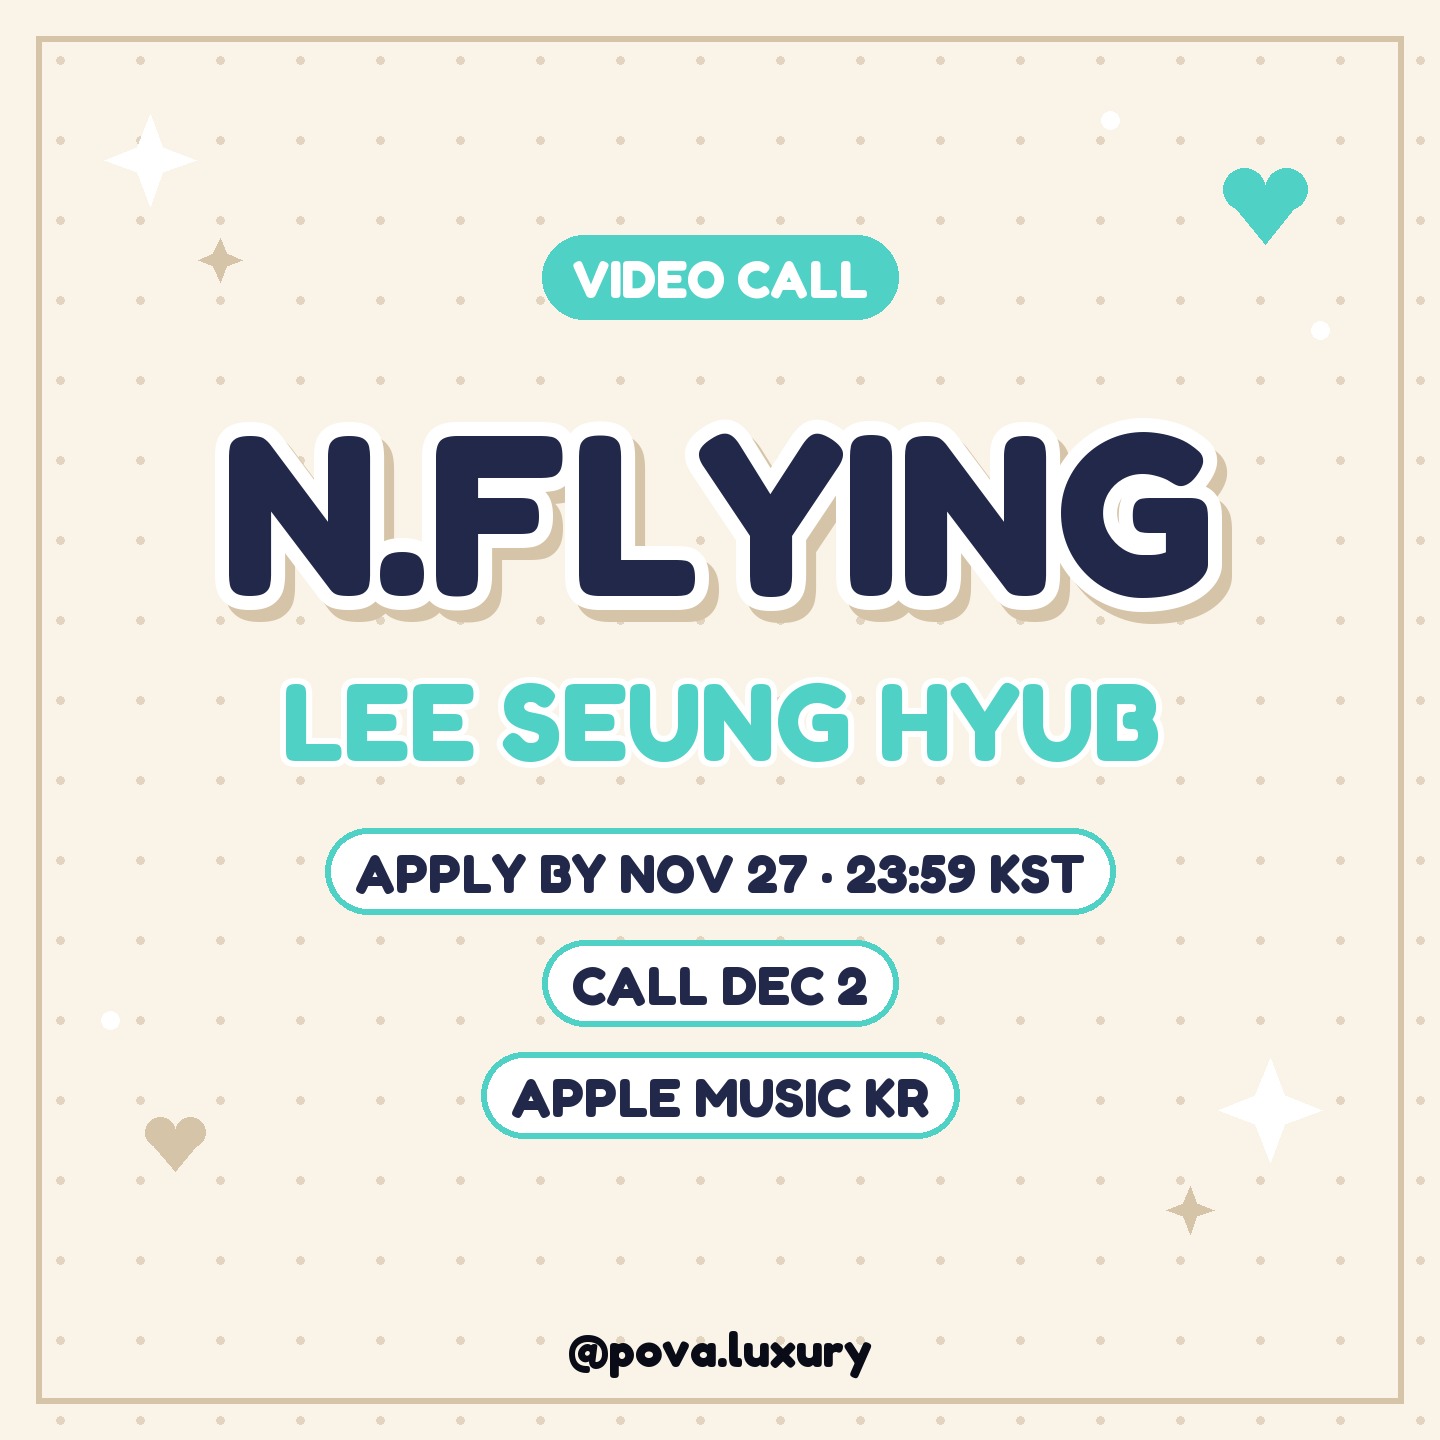 VIDEO CALL
N.FLYING
LEE SEUNG HYUB
APPLY BY NOV 27 · 23:59 KST
CALL DEC 2
APPLE MUSIC KR
@pova.luxury